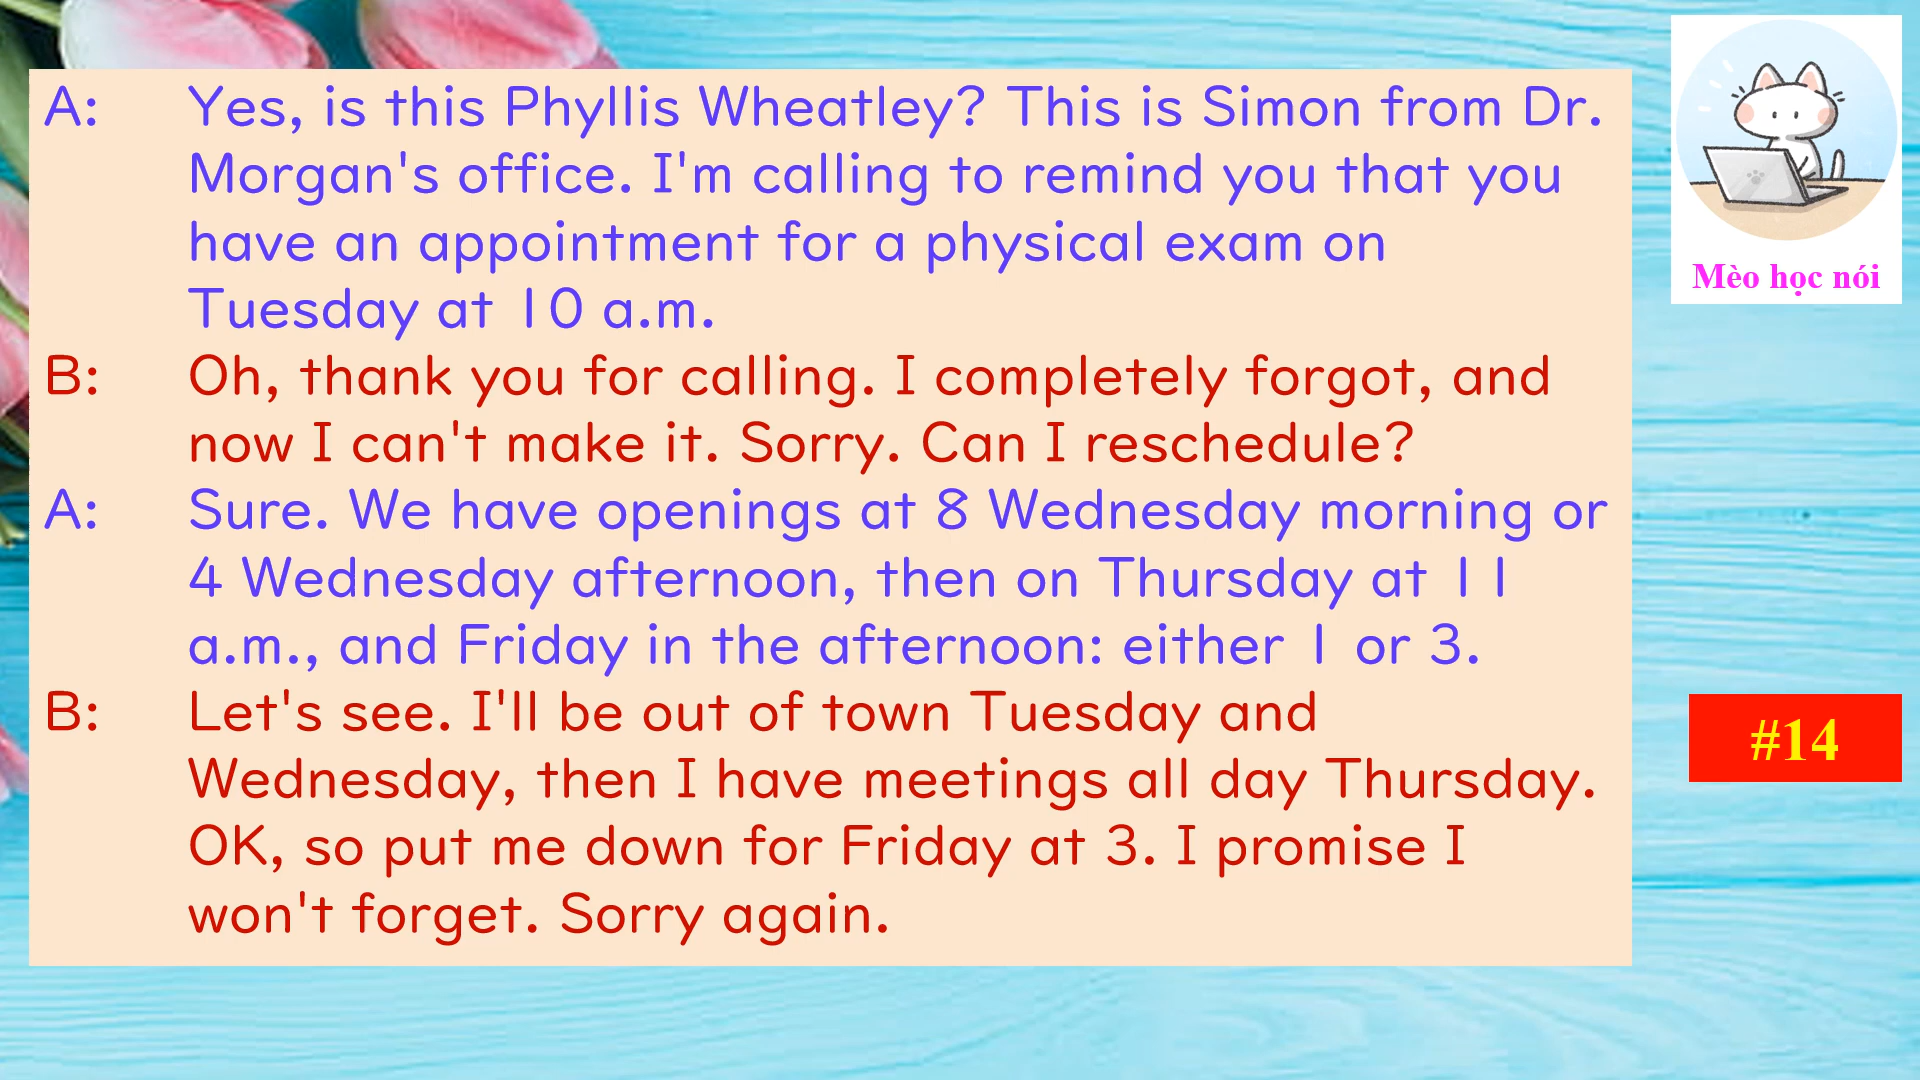 A: Yes, is this Phyllis Wheatley? This is Simon from Dr.
Morgan's office. I'm calling to remind you that you
have an appointment for a physical exam on
Tuesday at 10 a.m.
B: Oh, thank you for calling. I completely forgot, and
now I can't make it. Sorry. Can I reschedule?
A: Sure. We have openings at 8 Wednesday morning or
4 Wednesday afternoon, then on Thursday at 11
a.m., and Friday in the afternoon: either 1 or 3.
B: Let's see. I'll be out of town Tuesday and
Wednesday, then I have meetings all day Thursday.
OK, so put me down for Friday at 3. I promise I
won't forget. Sorry again.
Mèo học nói
#14